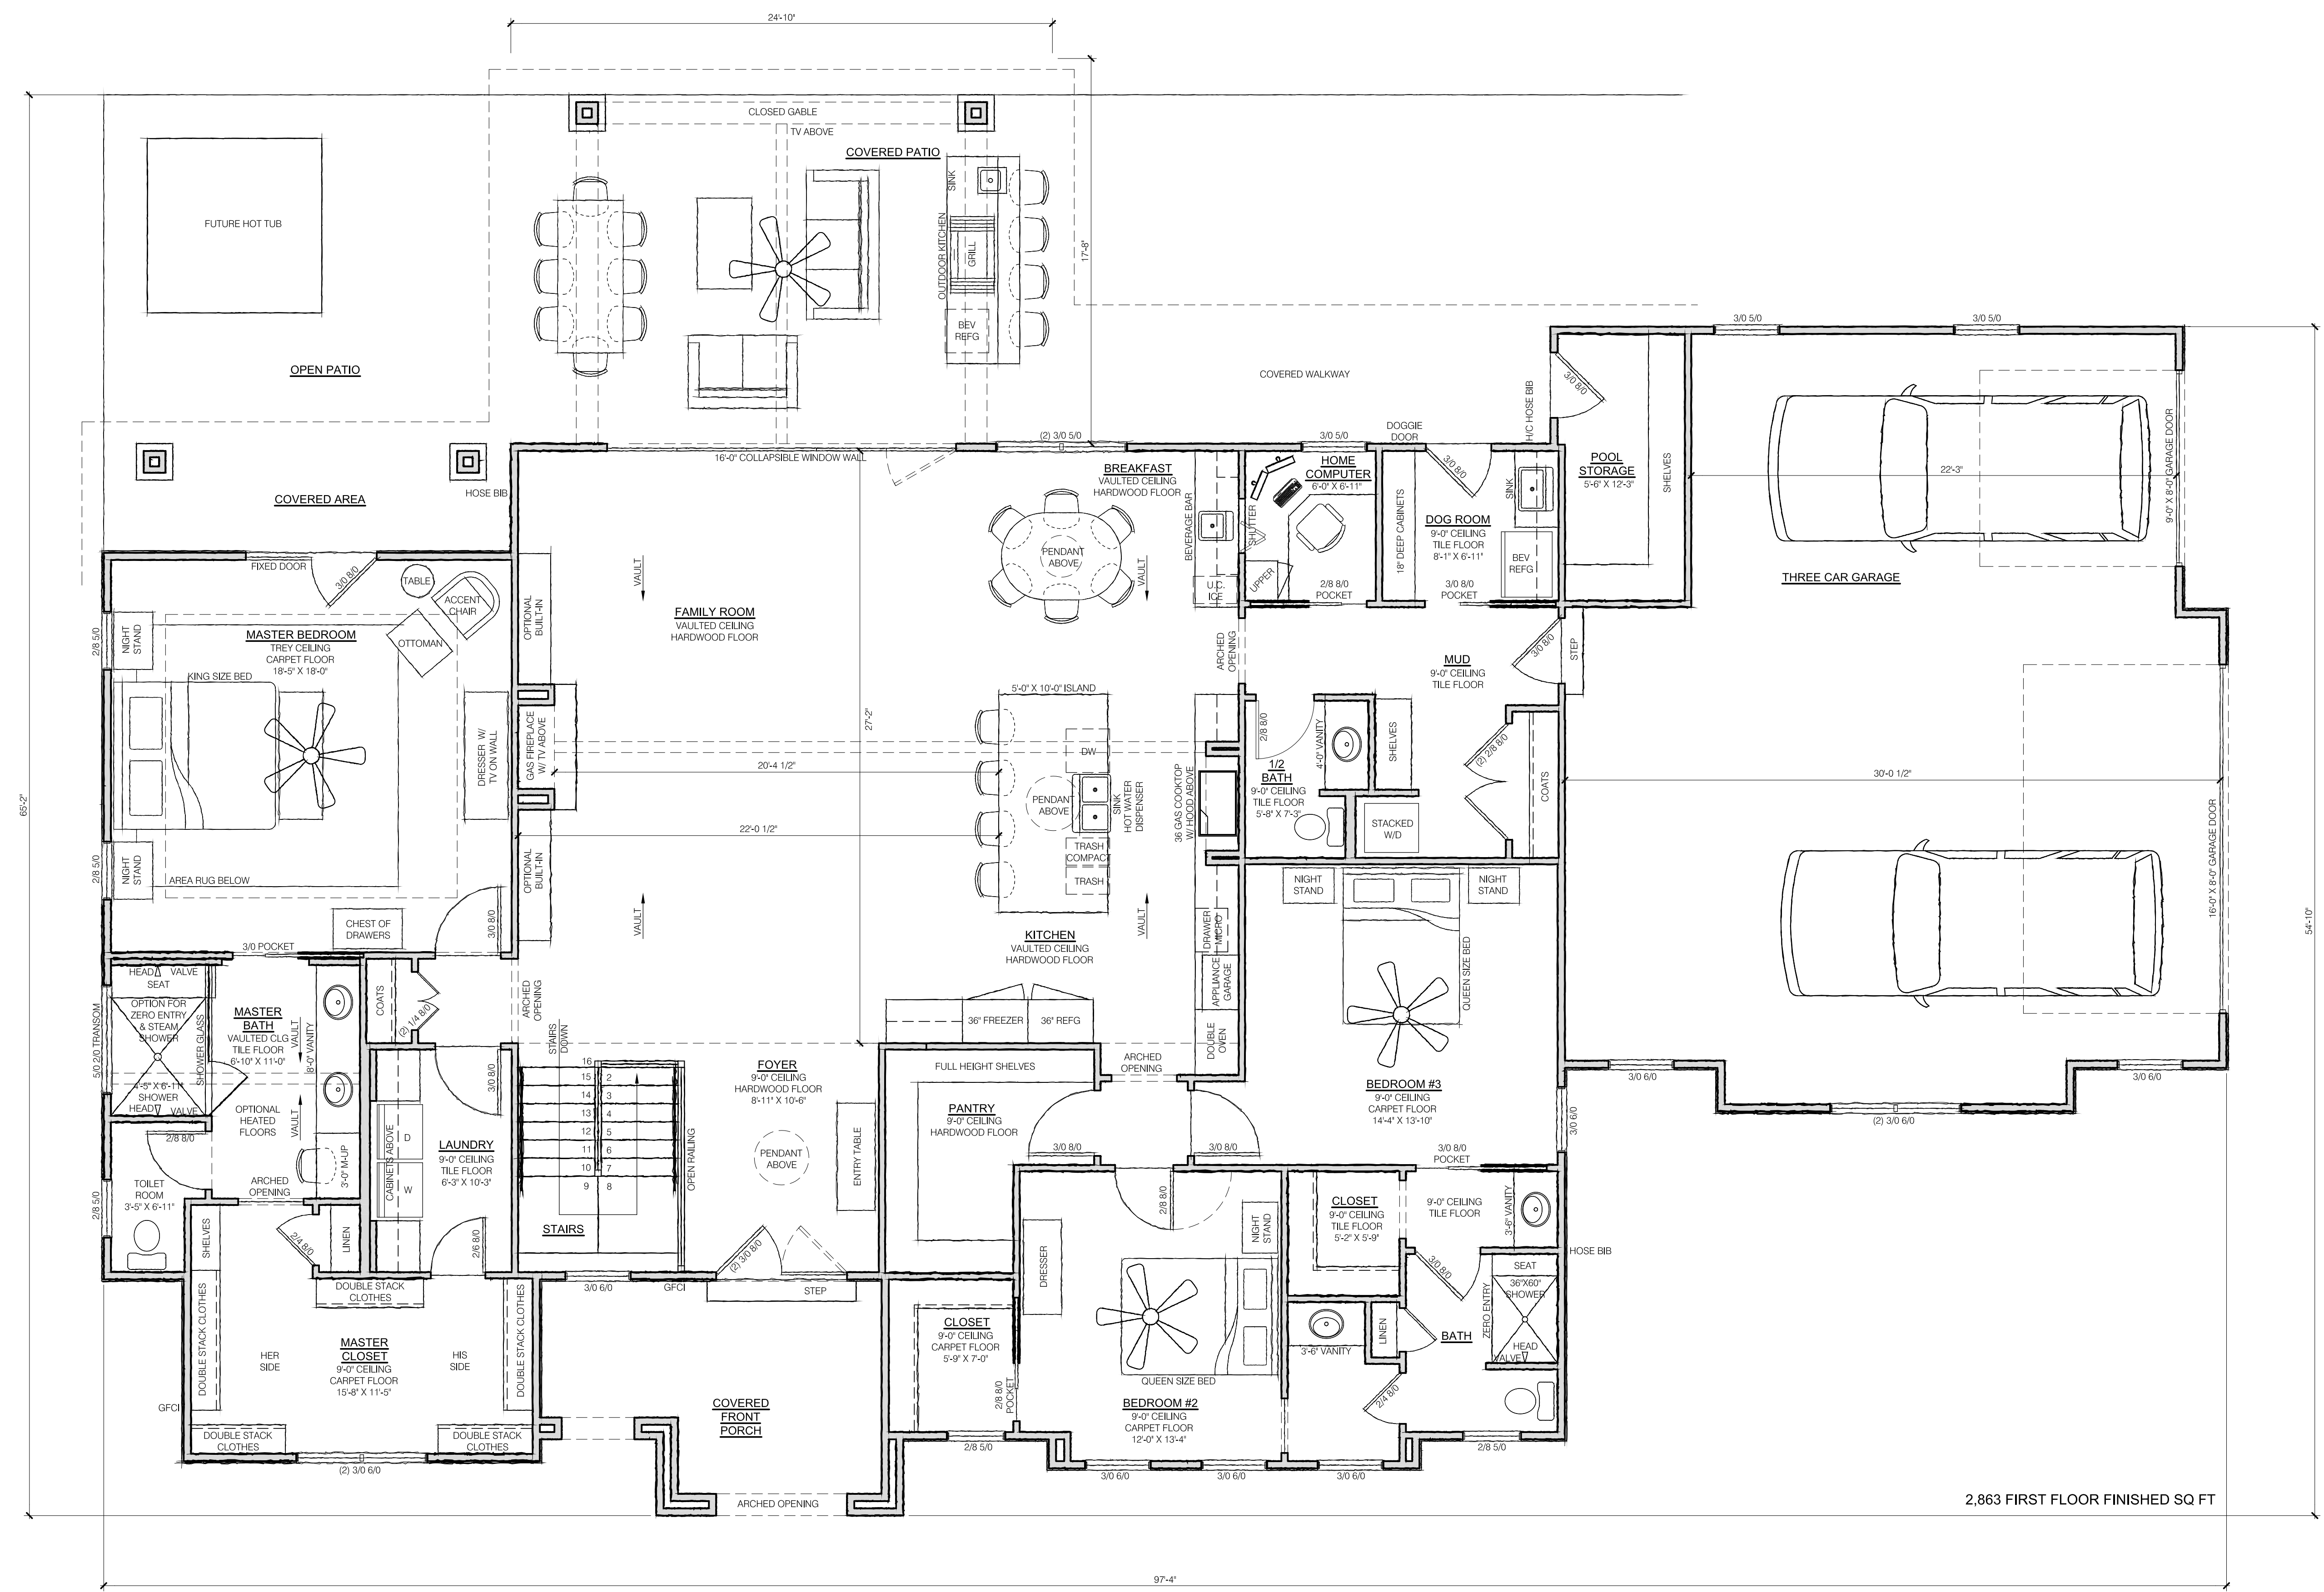 24'-10"
CLOSED GABLE
TV ABOVE
COVERED PATIO
SINK
OUTDOOR KITCHEN
GRILL
BEV
REFG
17'-8"
FUTURE HOT TUB
OPEN PATIO
COVERED AREA
HOSE BIB
COVERED WALKWAY
DOGGIE
DOOR
H/C HOSE BIB
3/0 5/0
3/0 5/0
3/0 8/0
POOL
STORAGE
5'-6" X 12'-3"
SHELVES
22'-3"
9'-0" X 8'-0" GARAGE DOOR
THREE CAR GARAGE
30'-0 1/2"
16'-0" X 8'-0" GARAGE DOOR
54'-10"
65'-2"
3/0 6/0
3/0 6/0
(2) 3/0 6/0
16'-0" COLLAPSIBLE WINDOW WALL
(2) 3/0 5/0
3/0 5/0
BREAKFAST
VAULTED CEILING
HARDWOOD FLOOR
PENDANT
ABOVE
BEVERAGE BAR
SHUTTER
U.C.
ICE
VAULT
HOME
COMPUTER
6'-0" X 6'-11"
UPPER
2/8 8/0
POCKET
18" DEEP CABINETS
3/0 8/0
SINK
DOG ROOM
9'-0" CEILING
TILE FLOOR
8'-1" X 6'-11"
BEV
REFG
3/0 8/0
POCKET
ARCHED
OPENING
MUD
9'-0" CEILING
TILE FLOOR
3/0 8/0
STEP
2/8 8/0
4'-0" VANITY
1/2
BATH
9'-0" CEILING
TILE FLOOR
5'-8" X 7'-3"
SHELVES
STACKED
W/D
(2) 2/8 8/0
COATS
FAMILY ROOM
VAULTED CEILING
HARDWOOD FLOOR
VAULT
VAULT
OPTIONAL
BUILT-IN
GAS FIREPLACE
W/ TV ABOVE
OPTIONAL
BUILT-IN
27'-2"
20'-4 1/2"
22'-0 1/2"
5'-0" X 10'-0" ISLAND
DW
PENDANT
ABOVE
SINK
HOT WATER
DISPENSER
TRASH
COMPACT
TRASH
36 GAS COOKTOP
W/ HOOD ABOVE
VAULT
KITCHEN
VAULTED CEILING
HARDWOOD FLOOR
DRAWER
MICRO
APPLIANCE
GARAGE
DOUBLE
OVEN
36" FREEZER
36" REFG
FIXED DOOR
3/0 8/0
TABLE
ACCENT
CHAIR
OTTOMAN
2/8 5/0
NIGHT
STAND
MASTER BEDROOM
TREY CEILING
CARPET FLOOR
18'-5" X 18'-0"
KING SIZE BED
DRESSER W/
TV ON WALL
2/8 5/0
NIGHT
STAND
AREA RUG BELOW
CHEST OF
DRAWERS
3/0 8/0
3/0 POCKET
HEAD
VALVE
SEAT
OPTION FOR
ZERO ENTRY
& STEAM
SHOWER
4'-5" X 6'-11"
SHOWER
HEAD
VALVE
5/0 2/0 TRANSOM
SHOWER GLASS
MASTER
BATH
VAULTED CLG
TILE FLOOR
6'-10" X 11'-0"
VAULT
8'-0" VANITY
OPTIONAL
HEATED
FLOORS
VAULT
3'-0" M-UP
2/8 8/0
TOILET
ROOM
3'-5" X 6'-11"
2/8 5/0
ARCHED
OPENING
COATS
(2) 1/4 8/0
3/0 8/0
CABINETS ABOVE
D
W
LAUNDRY
9'-0" CEILING
TILE FLOOR
6'-3" X 10'-3"
2/6 8/0
ARCHED
OPENING
STAIRS
DOWN
16
15
14
13
12
11
10
9
2
3
4
5
6
7
8
STAIRS
OPEN RAILING
FOYER
9'-0" CEILING
HARDWOOD FLOOR
8'-11" X 10'-6"
PENDANT
ABOVE
ENTRY TABLE
(2) 3/0 8/0
STEP
3/0 6/0
GFCI
FULL HEIGHT SHELVES
PANTRY
9'-0" CEILING
HARDWOOD FLOOR
ARCHED
OPENING
3/0 8/0
3/0 8/0
NIGHT
STAND
NIGHT
STAND
QUEEN SIZE BED
BEDROOM #3
9'-0" CEILING
CARPET FLOOR
14'-4" X 13'-10"
3/0 6/0
3/0 8/0
POCKET
SHELVES
2/4 8/0
LINEN
DOUBLE STACK
CLOTHES
DOUBLE STACK CLOTHES
DOUBLE STACK CLOTHES
HER
SIDE
MASTER
CLOSET
9'-0" CEILING
CARPET FLOOR
15'-8" X 11'-5"
HIS
SIDE
GFCI
DOUBLE STACK
CLOTHES
DOUBLE STACK
CLOTHES
(2) 3/0 6/0
COVERED
FRONT
PORCH
ARCHED OPENING
CLOSET
9'-0" CEILING
CARPET FLOOR
5'-9" X 7'-0"
2/8 8/0
POCKET
2/8 5/0
2/8 8/0
DRESSER
NIGHT
STAND
QUEEN SIZE BED
BEDROOM #2
9'-0" CEILING
CARPET FLOOR
12'-0" X 13'-4"
3/0 6/0
3/0 6/0
3/0 6/0
CLOSET
9'-0" CEILING
TILE FLOOR
5'-2" X 5'-9"
9'-0" CEILING
TILE FLOOR
3'-6" VANITY
HOSE BIB
3/0 8/0
SEAT
36"X60"
SHOWER
ZERO ENTRY
HEAD
VALVE
3'-6" VANITY
LINEN
BATH
2/4 8/0
2/8 5/0
2,863 FIRST FLOOR FINISHED SQ FT
97'-4"